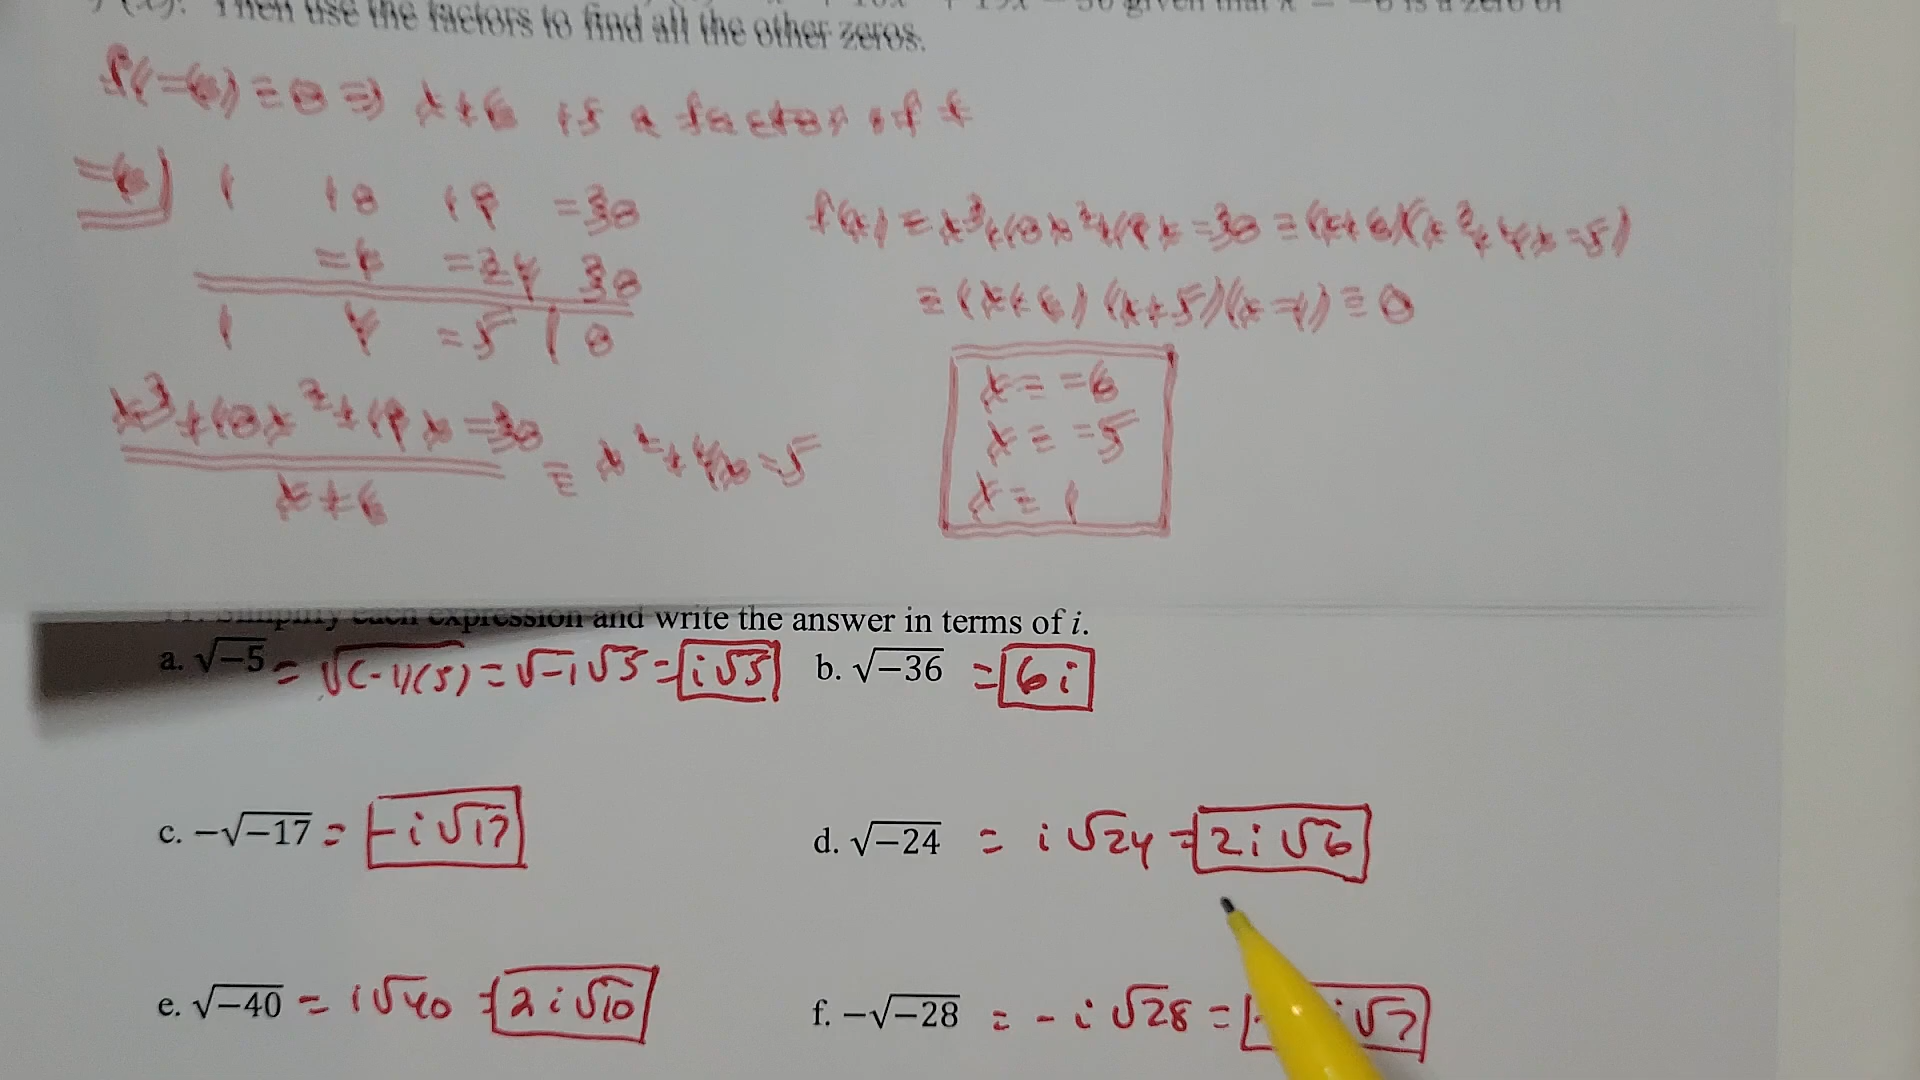 Then use the factors to find all the other zeros.
f(-6) = 0 ⇒ x+6 is a factor of f
-6) 1 10 19 -30
-6 -24 30
1 4 -5 | 0
x³+10x²+19x-30 / x+6 = x²+4x-5
f(x) = x³+10x²+19x-30 = (x+6)(x²+4x-5)
= (x+6)(x+5)(x-1) = 0
x = -6
x = -5
x = 1
Simplify each expression and write the answer in terms of i.
a. √-5 = √(-1)(5) = √-1 √5 = i√5
b. √-36 = 6i
c. -√-17 = -i√17
d. √-24 = i√24 = 2i√6
e. √-40 = i√40 = 2i√10
f. -√-28 = -i√28 = i√7